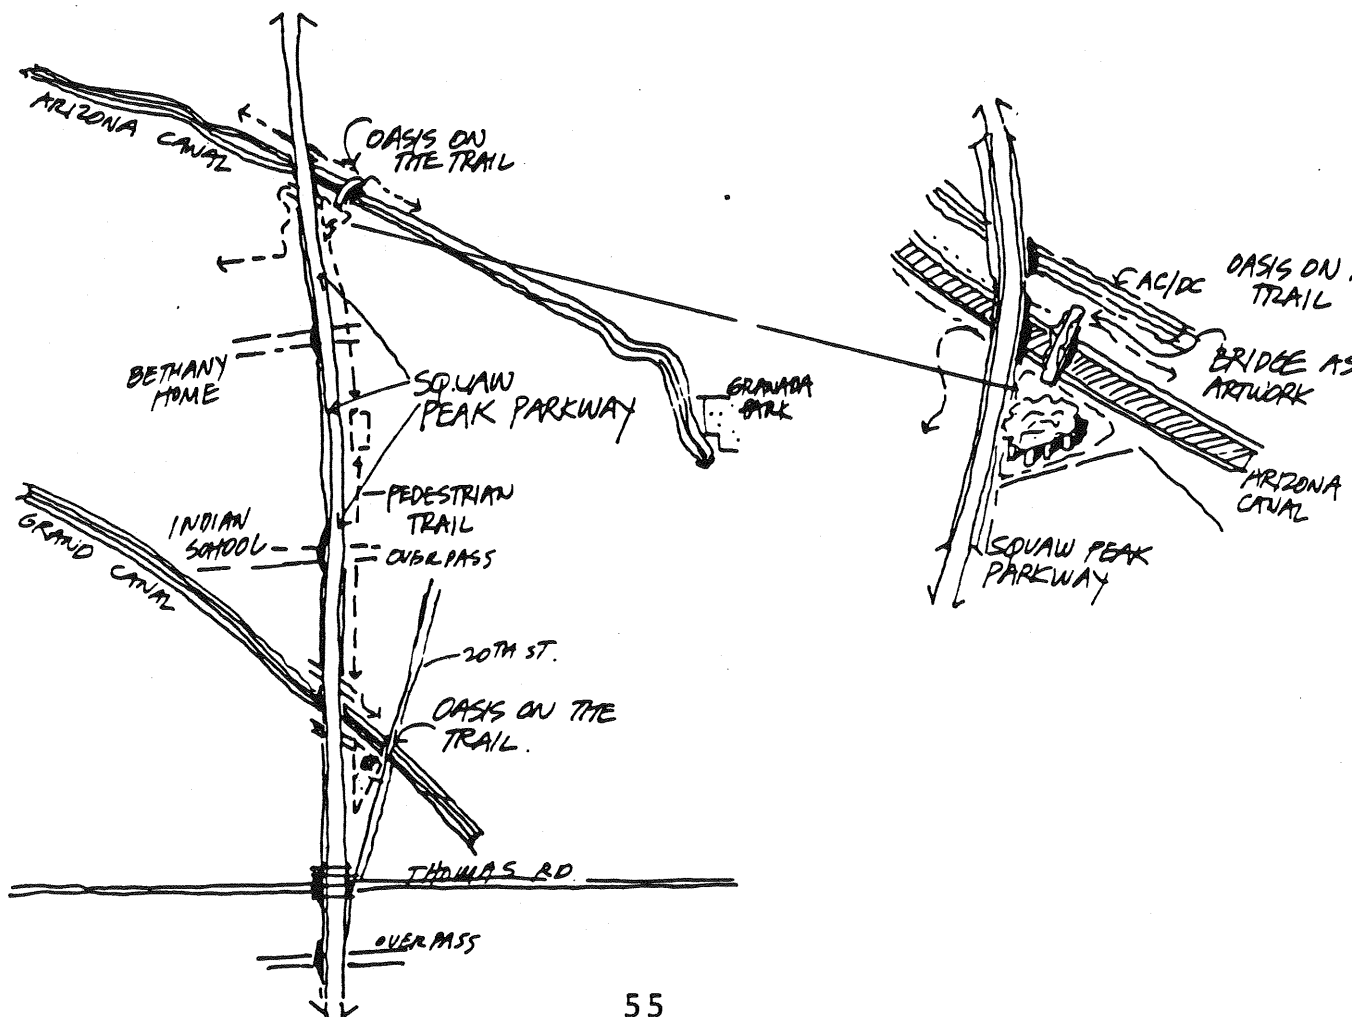 ARIZONA CANAL
OASIS ON
THE TRAIL
BETHANY
HOME
SQUAW
PEAK PARKWAY
GRANADA
PARK
PEDESTRIAN
TRAIL
INDIAN
SCHOOL
OVERPASS
GRAND CANAL
20TH ST.
OASIS ON THE
TRAIL.
THOMAS RD
OVERPASS
AC/DC
OASIS ON
TRAIL
BRIDGE AS
ARTWORK
ARIZONA
CANAL
SQUAW PEAK
PARKWAY
55